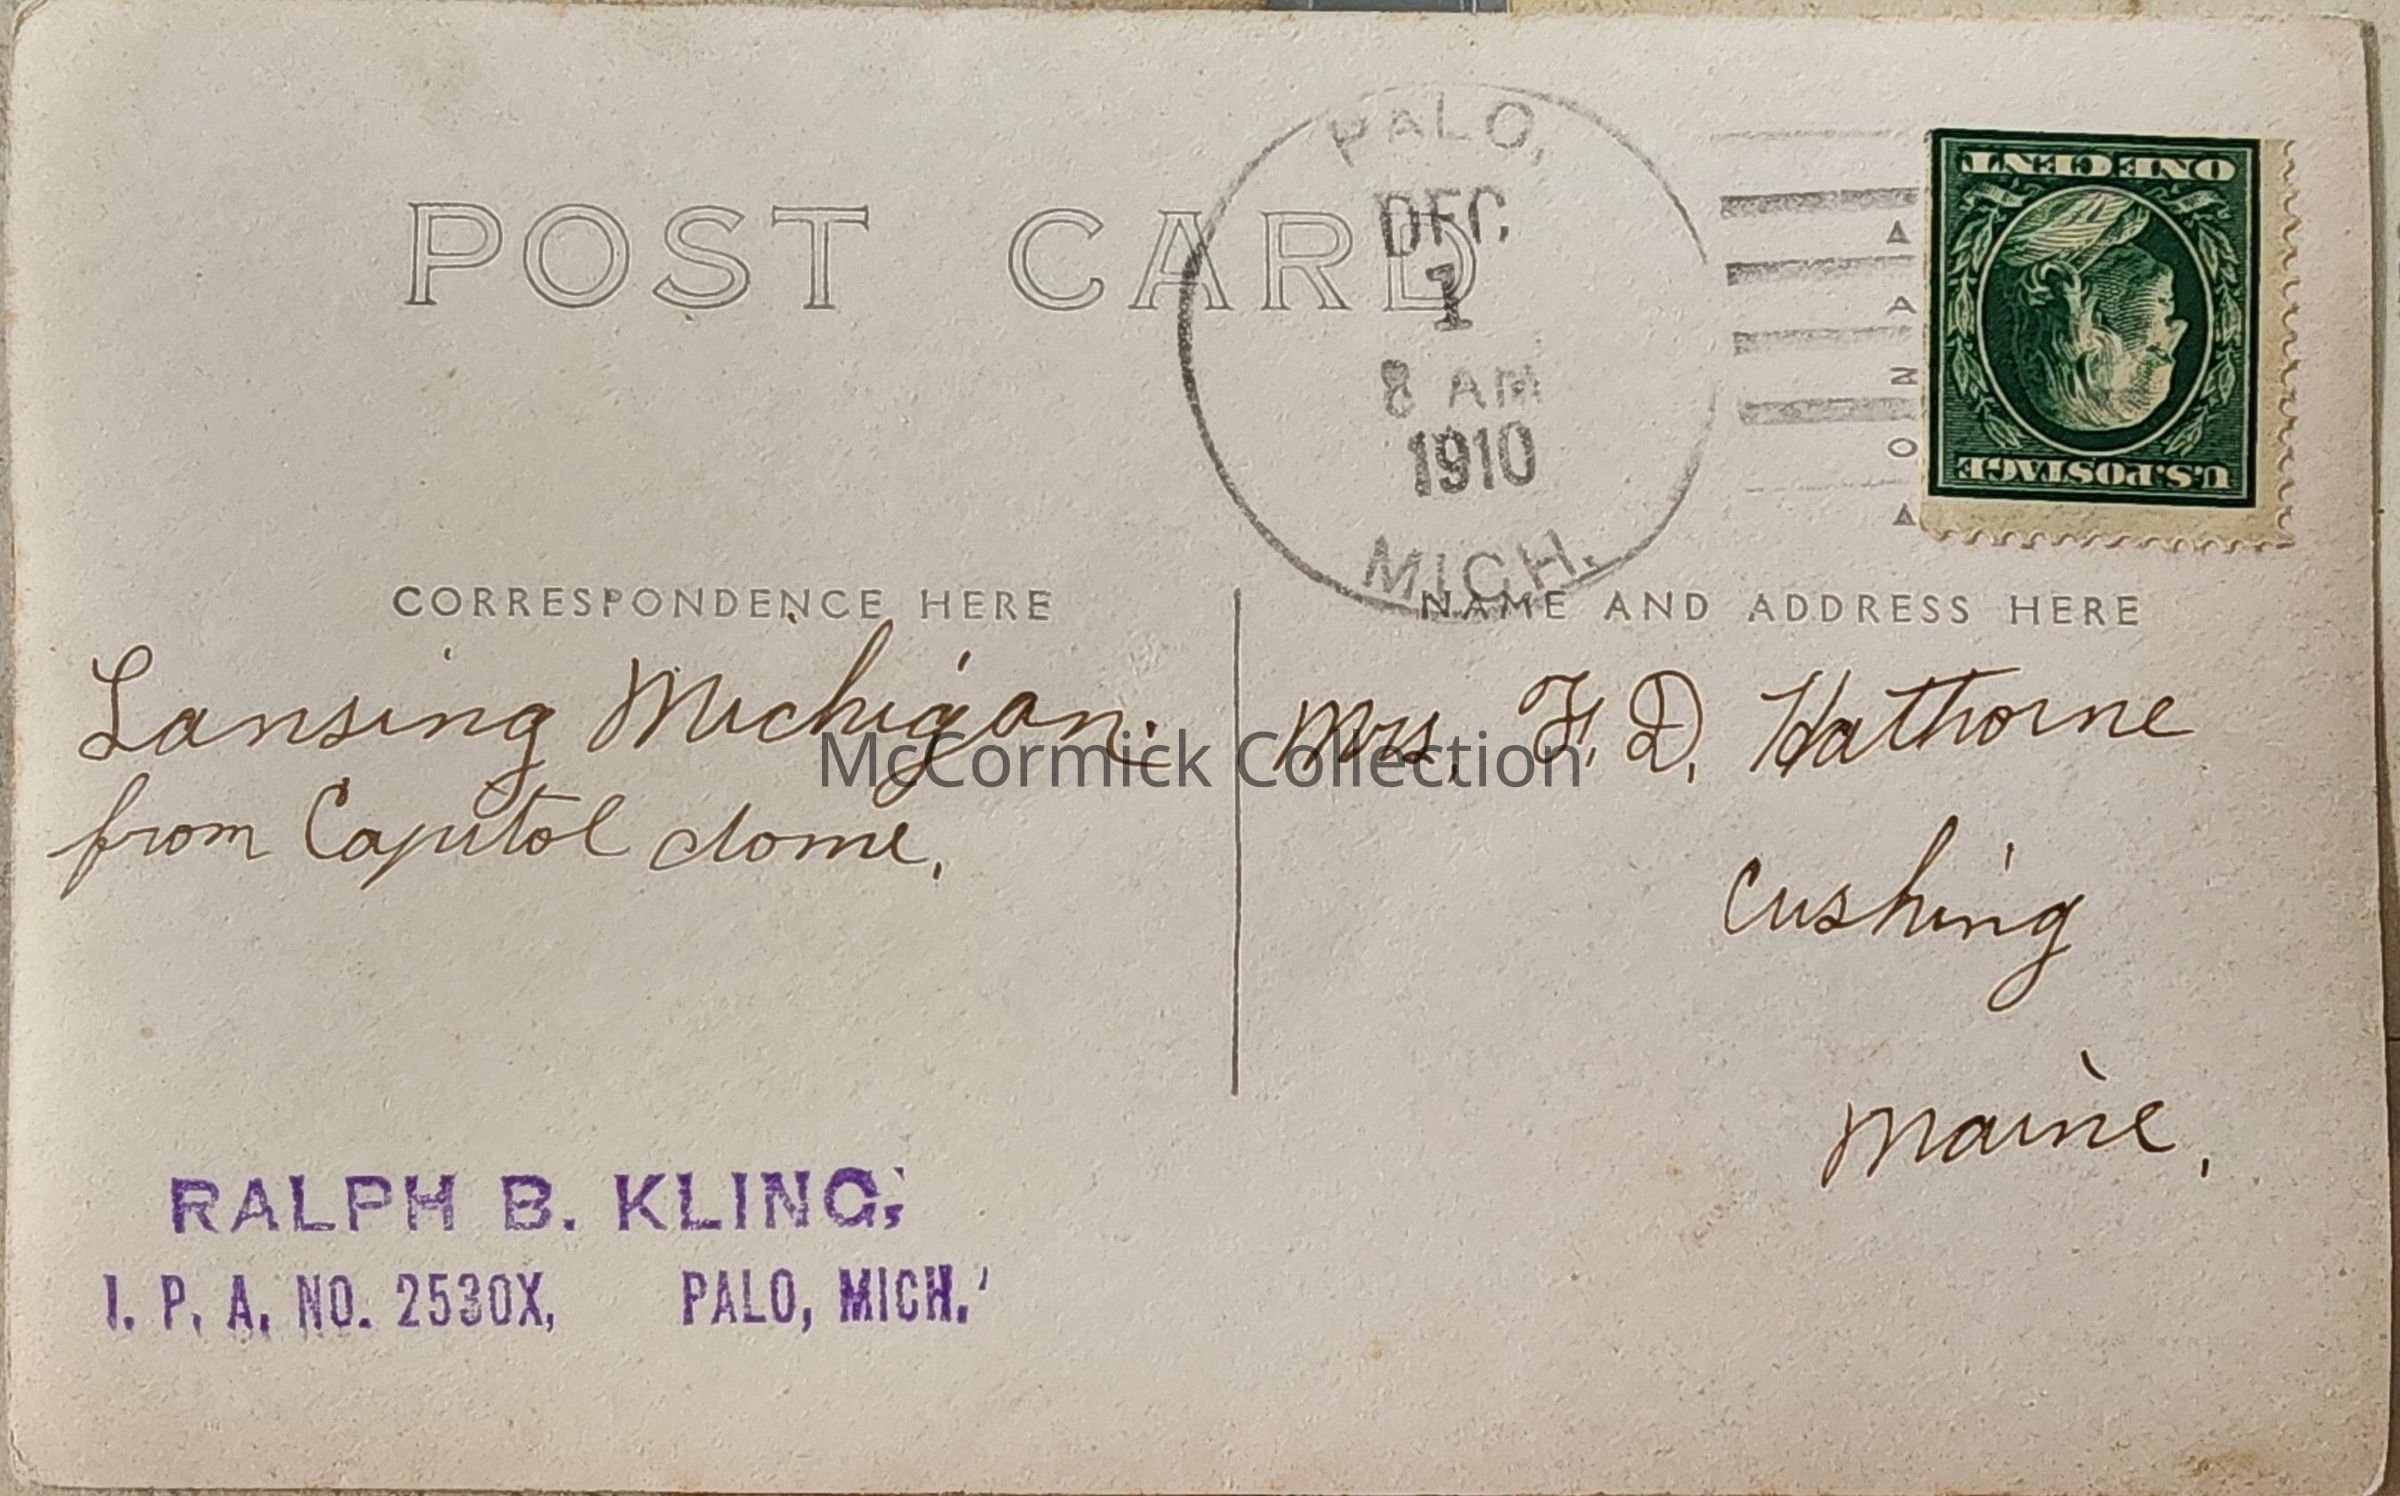 POST CARD
PALO,
DEC
1
8 AM
1910
MICH.
ONE CENT
U.S. POSTAGE
A
A
N
O
A
CORRESPONDENCE HERE
NAME AND ADDRESS HERE
Lansing Michigan.
from Capitol dome,
Mrs. F. D. Hathorne
Cushing
Maine,
McCormick Collection
RALPH B. KLING,
I. P. A. NO. 2530X, PALO, MICH.